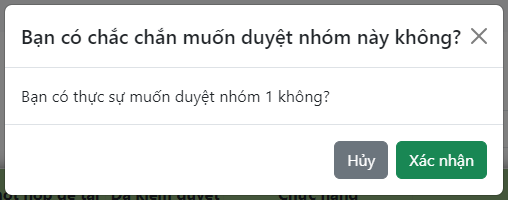 Bạn có chắc chắn muốn duyệt nhóm này không?
Bạn có thực sự muốn duyệt nhóm 1 không?
Hủy Xác nhận